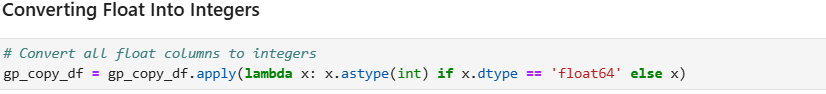 Converting Float Into Integers
# Convert all float columns to integers
gp_copy_df = gp_copy_df.apply(lambda x: x.astype(int) if x.dtype == 'float64' else x)